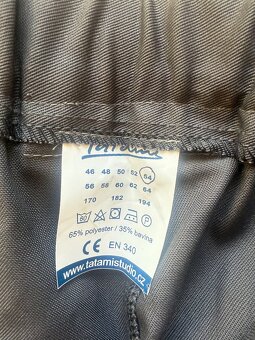 Tatami
46 48 50 52 54
56 58 60 62 64
170 182 194
65% polyester / 35% bavlna
CE EN 340
www.tatamistudio.cz